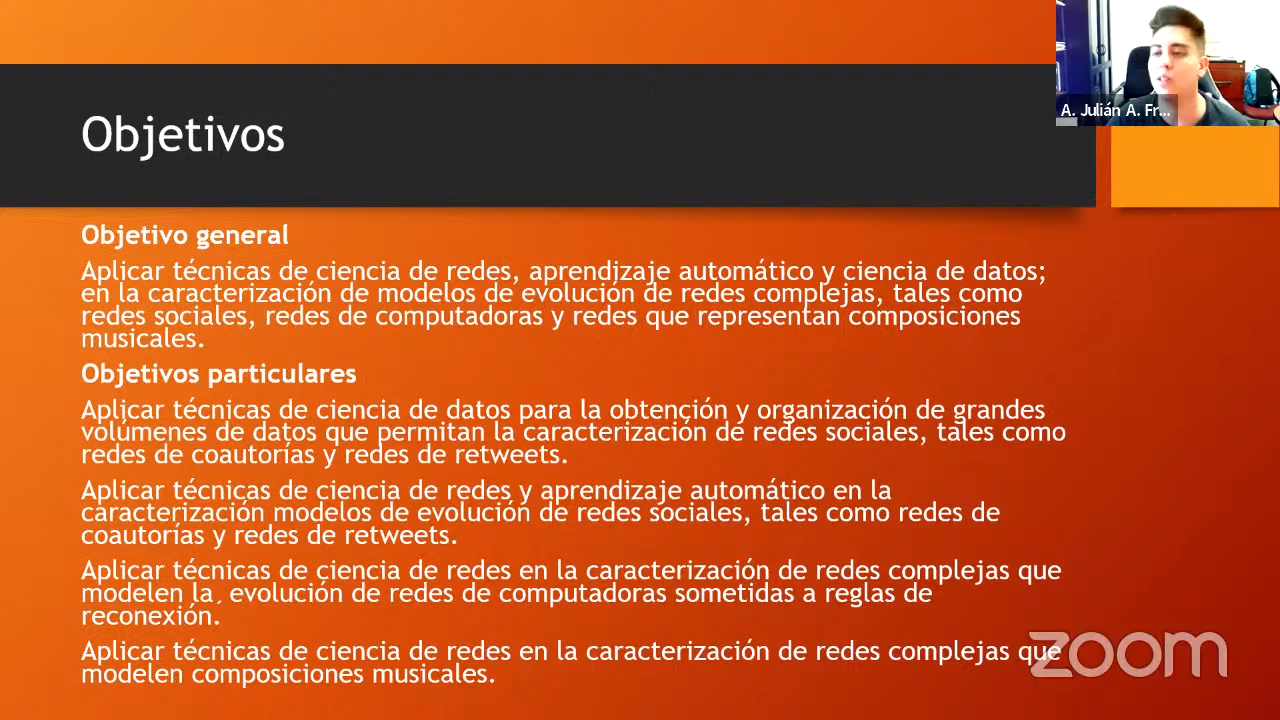 A. Julián A. Fr...
Objetivos
Objetivo general
Aplicar técnicas de ciencia de redes, aprendizaje automático y ciencia de datos;
en la caracterización de modelos de evolución de redes complejas, tales como
redes sociales, redes de computadoras y redes que representan composiciones
musicales.
Objetivos particulares
Aplicar técnicas de ciencia de datos para la obtención y organización de grandes
volúmenes de datos que permitan la caracterización de redes sociales, tales como
redes de coautorías y redes de retweets.
Aplicar técnicas de ciencia de redes y aprendizaje automático en la
caracterización modelos de evolución de redes sociales, tales como redes de
coautorías y redes de retweets.
Aplicar técnicas de ciencia de redes en la caracterización de redes complejas que
modelen la´ evolución de redes de computadoras sometidas a reglas de
reconexión.
Aplicar técnicas de ciencia de redes en la caracterización de redes complejas que
modelen composiciones musicales.
zoom